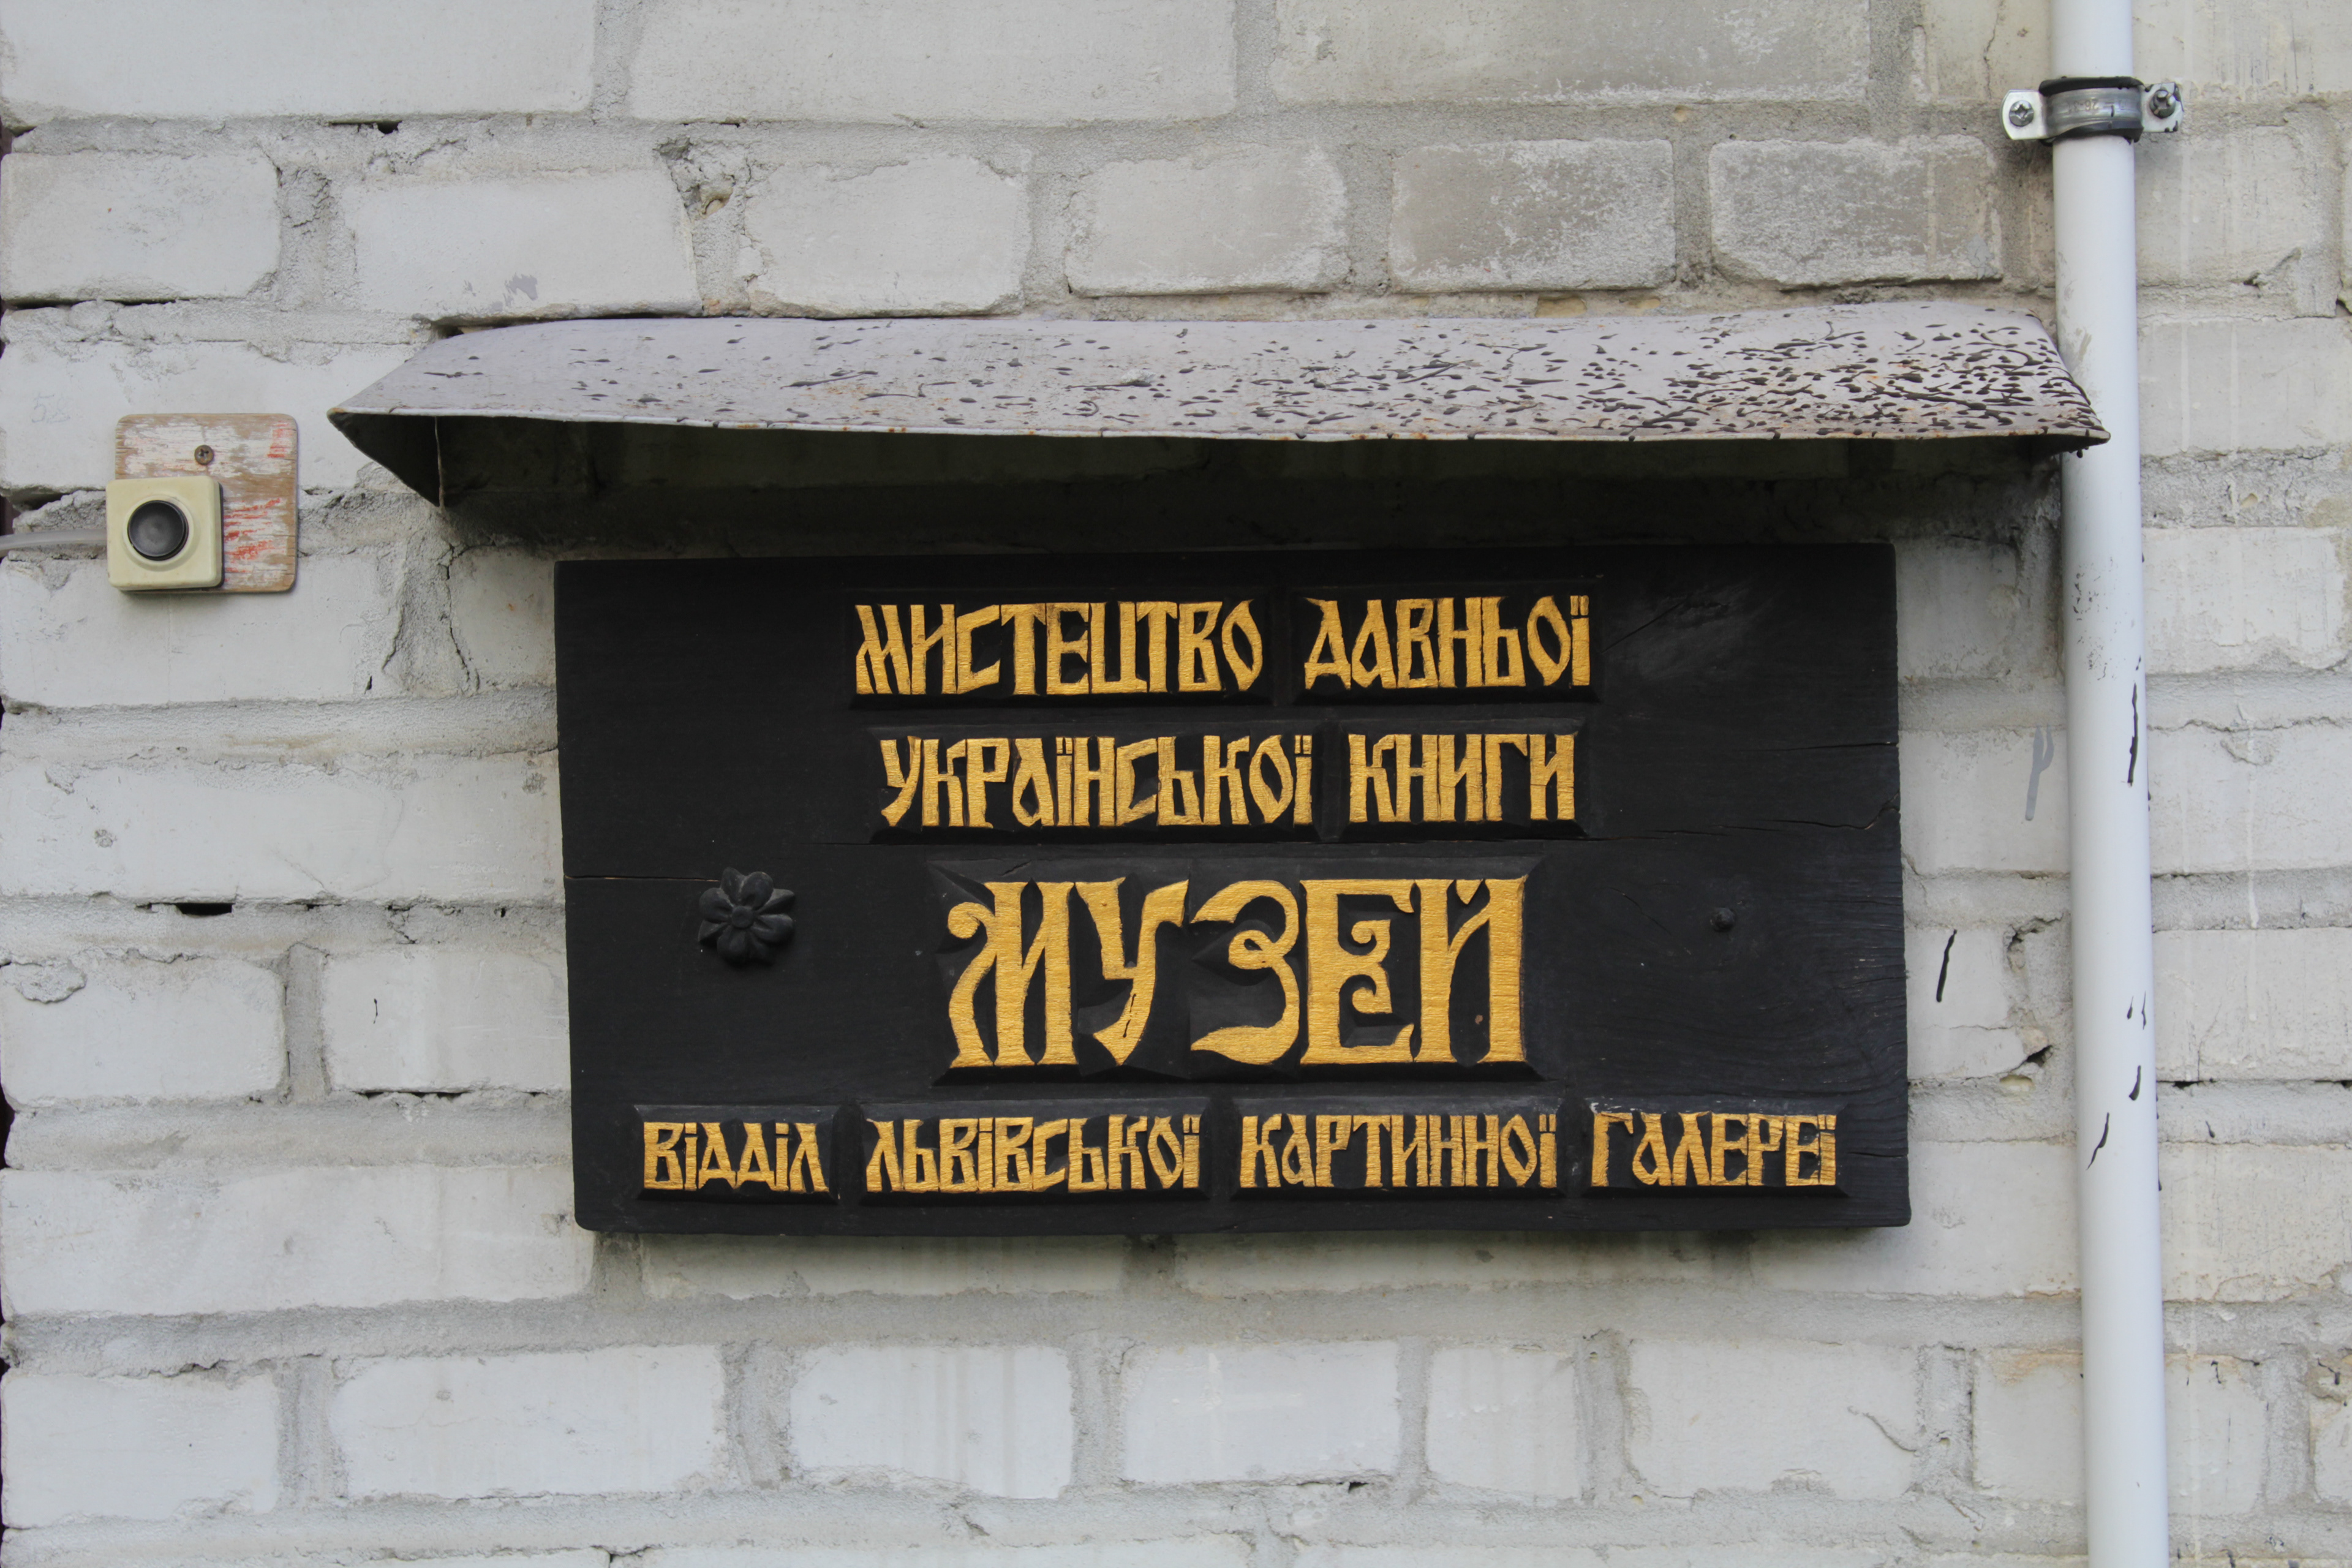 МИСТЕЦТВО ДАВНЬОЇ
УКРАЇНСЬКОЇ КНИГИ
МУЗЕЙ
ВІДДІЛ ЛЬВІВСЬКОЇ КАРТИННОЇ ГАЛЕРЕЇ